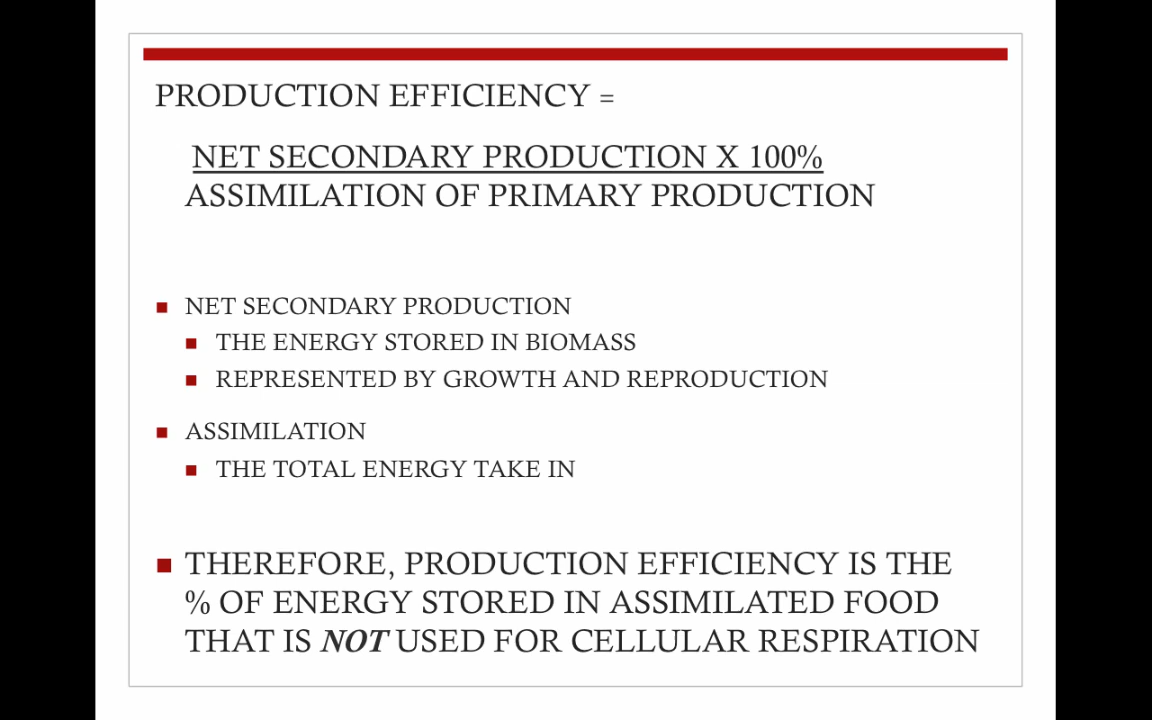 PRODUCTION EFFICIENCY =
NET SECONDARY PRODUCTION X 100%
ASSIMILATION OF PRIMARY PRODUCTION
NET SECONDARY PRODUCTION
THE ENERGY STORED IN BIOMASS
REPRESENTED BY GROWTH AND REPRODUCTION
ASSIMILATION
THE TOTAL ENERGY TAKE IN
THEREFORE, PRODUCTION EFFICIENCY IS THE
% OF ENERGY STORED IN ASSIMILATED FOOD
THAT IS NOT USED FOR CELLULAR RESPIRATION